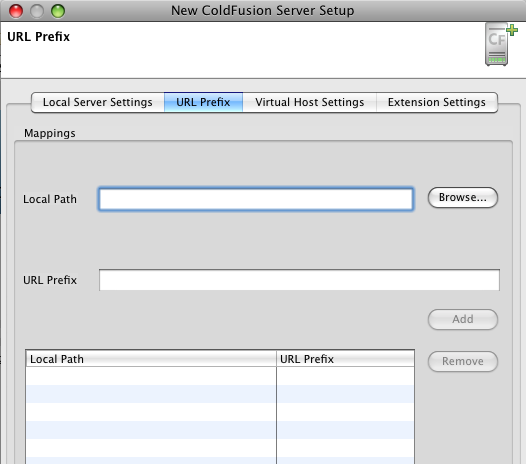 New ColdFusion Server Setup
URL Prefix
CF
Local Server Settings URL Prefix Virtual Host Settings Extension Settings
Mappings
Local Path Browse...
URL Prefix
Add
Local Path URL Prefix
Remove